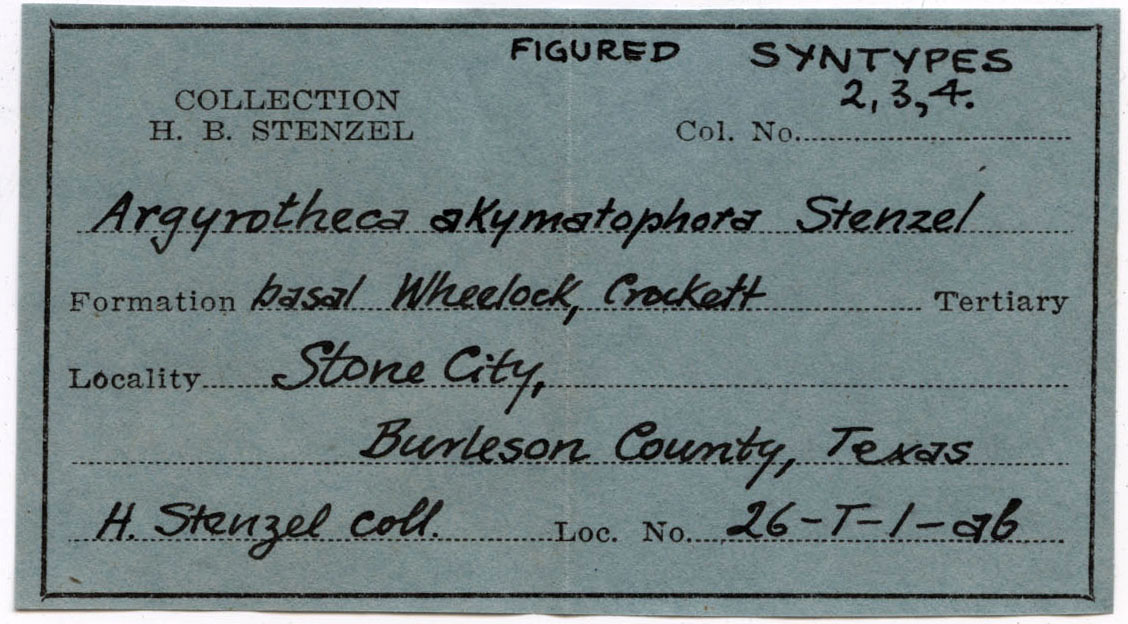 FIGURED SYNTYPES
2, 3, 4.
COLLECTION
H. B. STENZEL
Col. No.
Argyrotheca akymatophora Stenzel
Formation basal Wheelock, Crockett Tertiary
Locality Stone City,
Burleson County, Texas
H. Stenzel coll. Loc. No. 26-T-1-ab